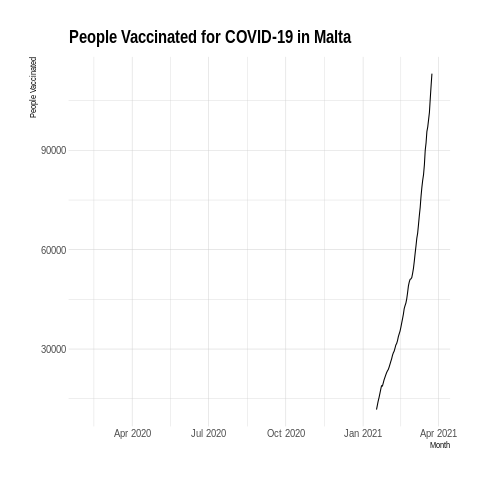 People Vaccinated for COVID-19 in Malta
People Vaccinated
90000
60000
30000
Apr 2020 Jul 2020 Oct 2020 Jan 2021 Apr 2021
Month